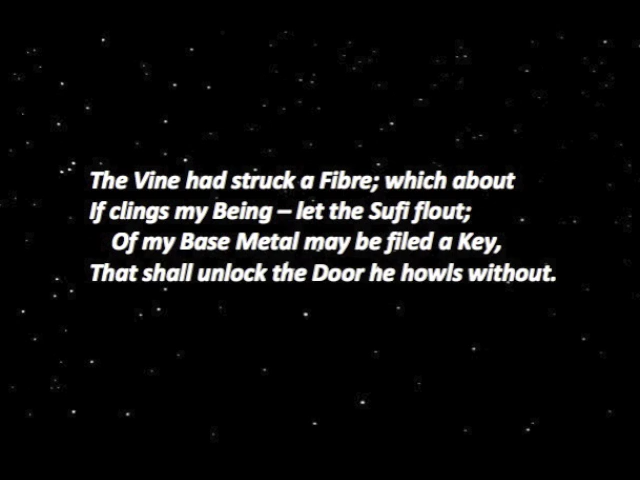 The Vine had struck a Fibre; which about
If clings my Being – let the Sufi flout;
Of my Base Metal may be filed a Key,
That shall unlock the Door he howls without.